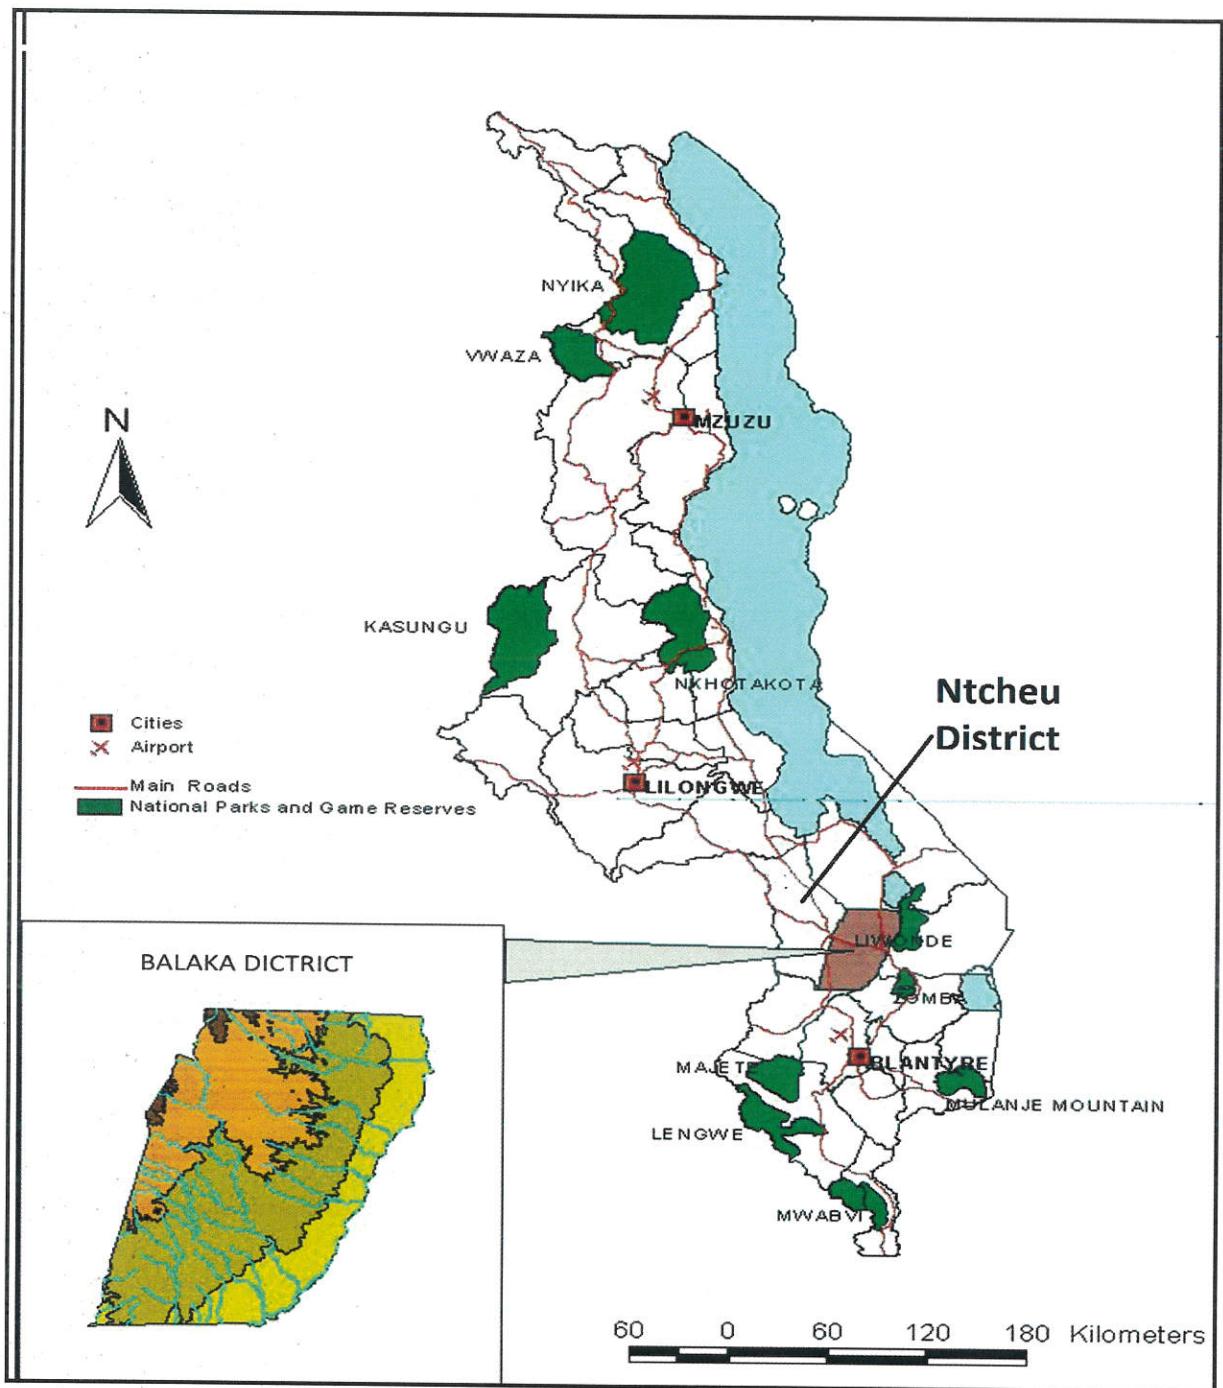 NYIKA
VWAZA
N
MZUZU
KASUNGU
NKHOTAKOTA
Ntcheu
District
Cities
Airport
Main Roads
National Parks and Game Reserves
LILONGWE
LIWONDE
BALAKA DICTRICT
ZOMBA
MAJETE
BLANTYRE
MULANJE MOUNTAIN
LENGWE
MWABVI
60 0 60 120 180 Kilometers